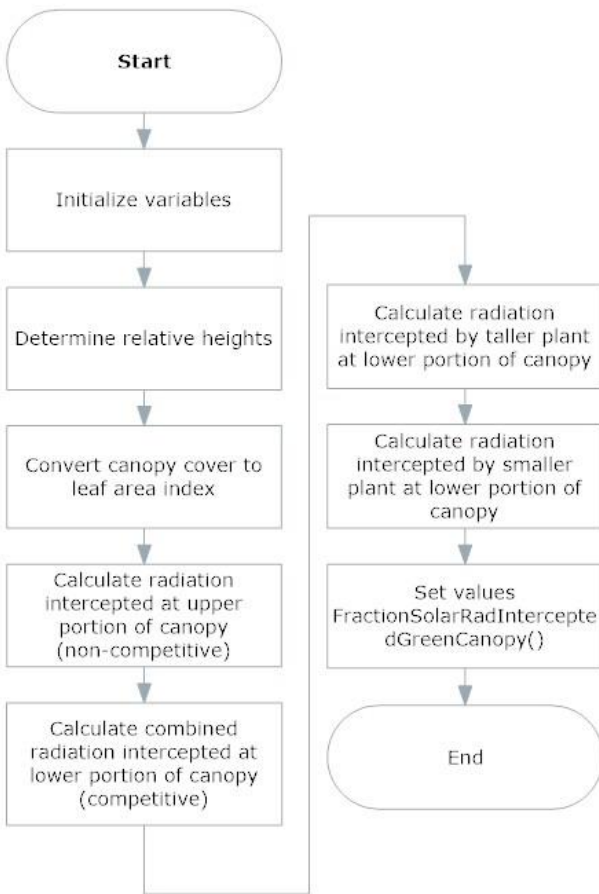 Start
Initialize variables
Determine relative heights
Convert canopy cover to
leaf area index
Calculate radiation
intercepted at upper
portion of canopy
(non-competitive)
Calculate combined
radiation intercepted at
lower portion of canopy
(competitive)
Calculate radiation
intercepted by taller plant
at lower portion of canopy
Calculate radiation
intercepted by smaller
plant at lower portion of
canopy
Set values
FractionSolarRadIntercepte
dGreenCanopy()
End